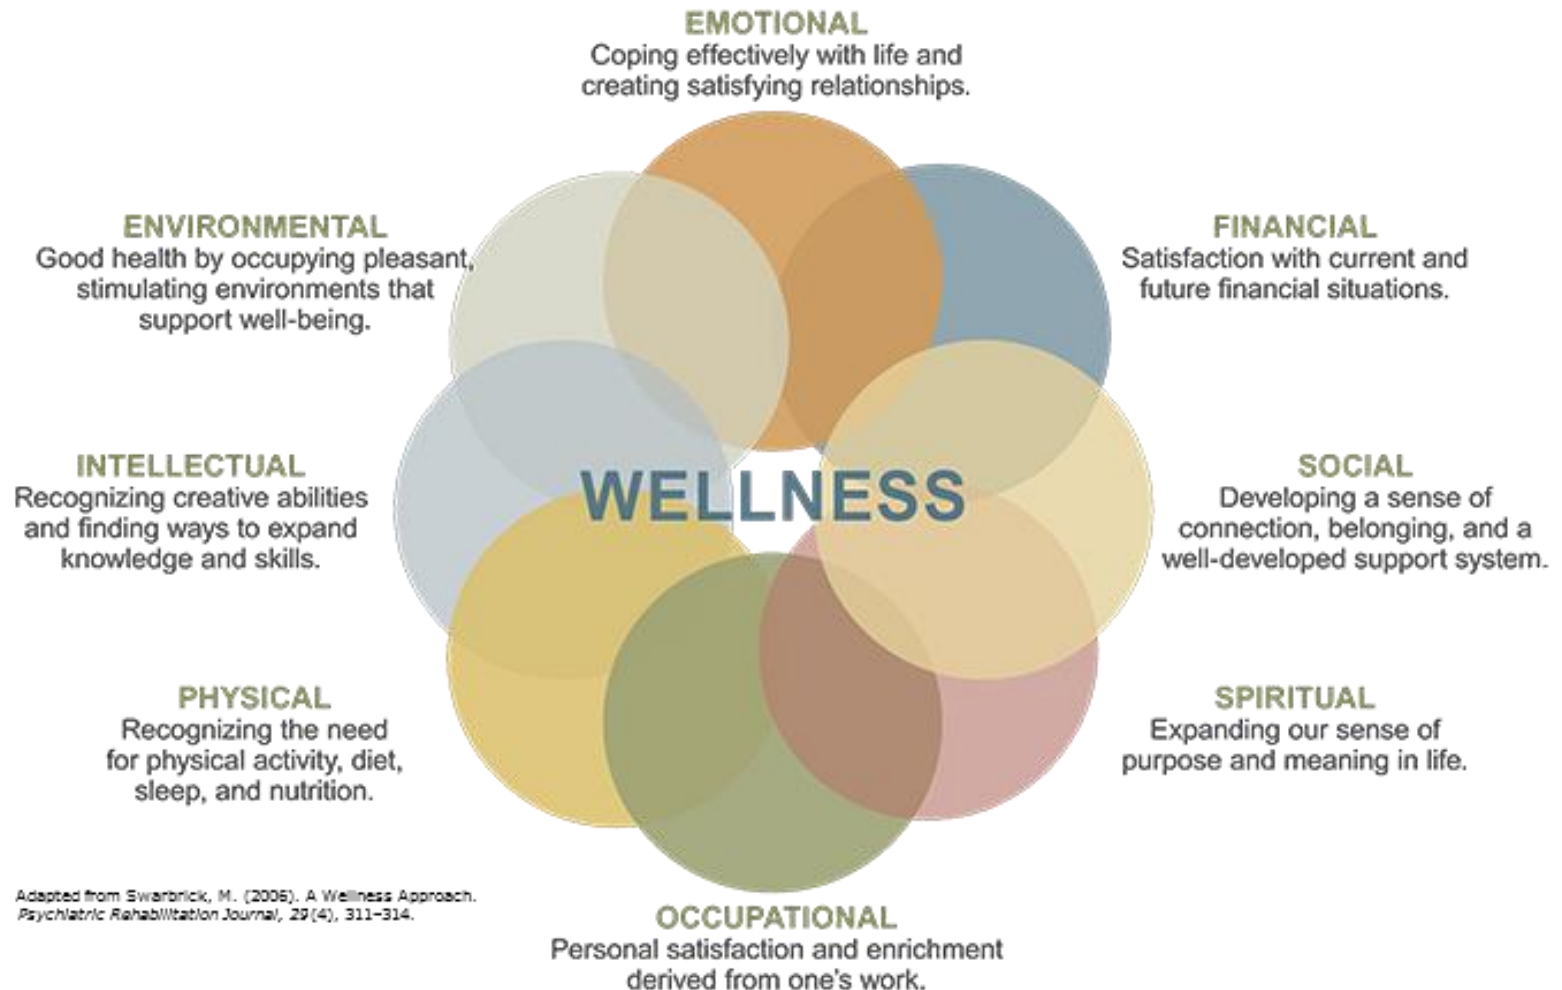 EMOTIONAL
Coping effectively with life and
creating satisfying relationships.
ENVIRONMENTAL
Good health by occupying pleasant,
stimulating environments that
support well-being.
FINANCIAL
Satisfaction with current and
future financial situations.
INTELLECTUAL
Recognizing creative abilities
and finding ways to expand
knowledge and skills.
WELLNESS
SOCIAL
Developing a sense of
connection, belonging, and a
well-developed support system.
PHYSICAL
Recognizing the need
for physical activity, diet,
sleep, and nutrition.
SPIRITUAL
Expanding our sense of
purpose and meaning in life.
Adapted from Swarbrick, M. (2006). A Wellness Approach.
Psychiatric Rehabilitation Journal, 29(4), 311–314.
OCCUPATIONAL
Personal satisfaction and enrichment
derived from one's work.